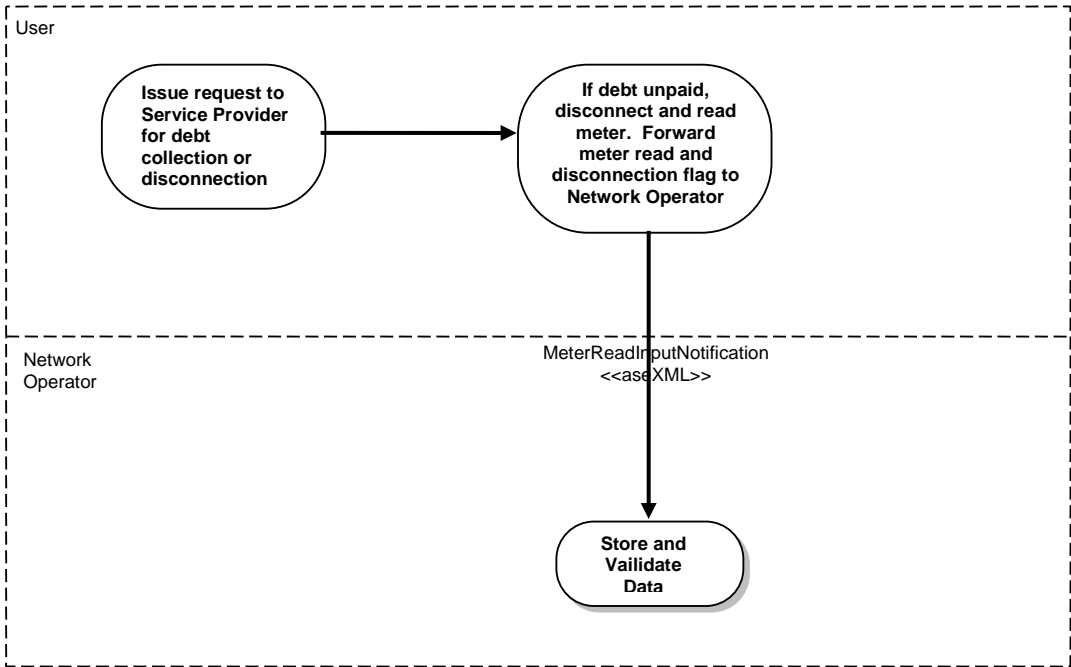 User
Issue request to
Service Provider
for debt
collection or
disconnection
If debt unpaid,
disconnect and read
meter. Forward
meter read and
disconnection flag to
Network Operator
Network
Operator
MeterReadInputNotification
<<aseXML>>
Store and
Vailidate
Data